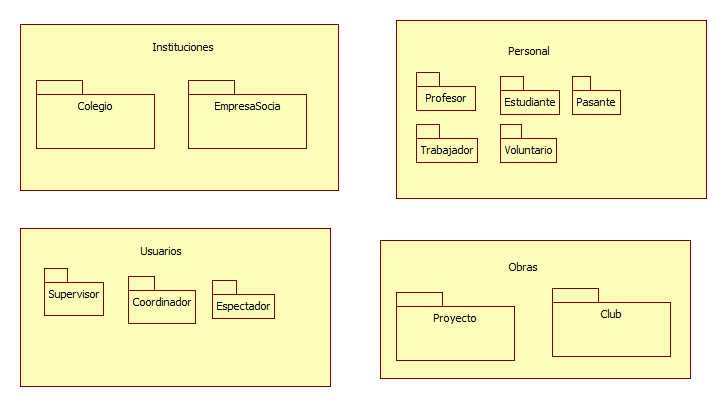 Instituciones
Colegio
EmpresaSocia
Personal
Profesor
Estudiante
Pasante
Trabajador
Voluntario
Usuarios
Supervisor
Coordinador
Espectador
Obras
Proyecto
Club